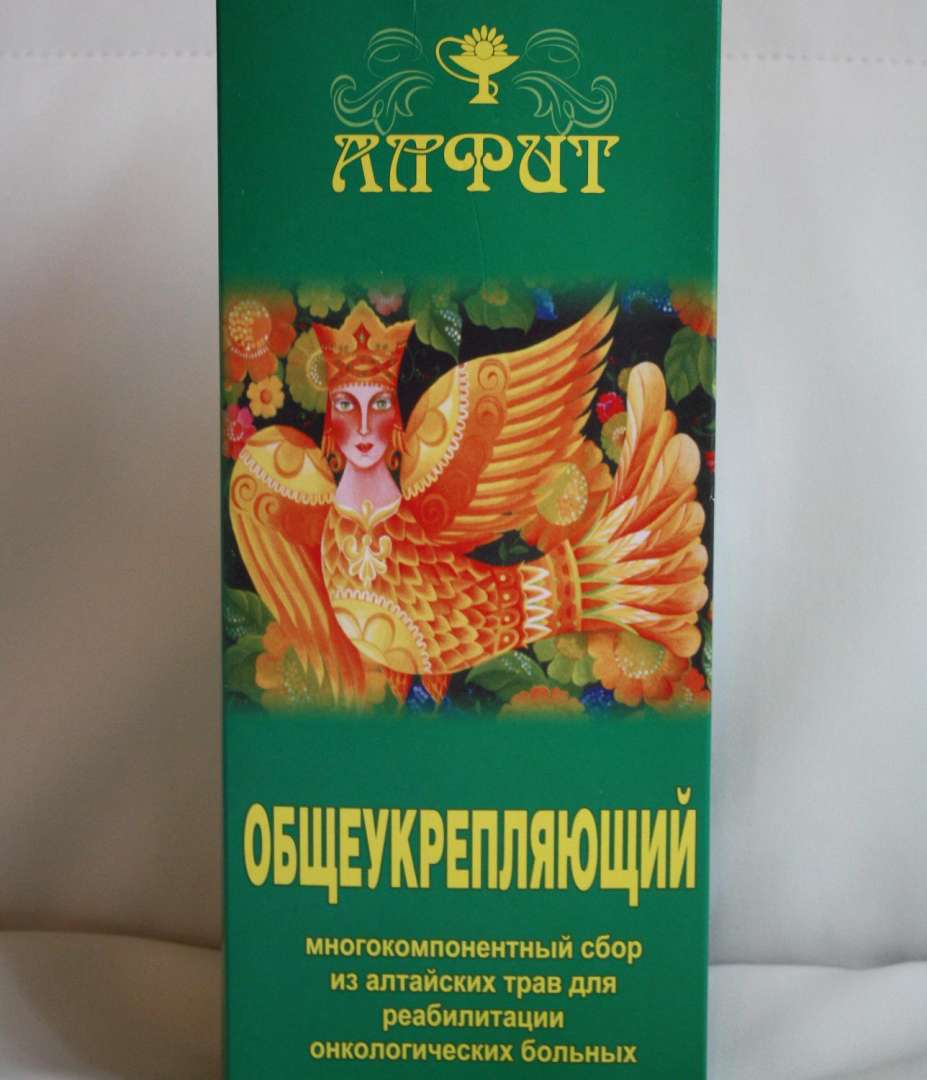 АЛФИТ
ОБЩЕУКРЕПЛЯЮЩИЙ
многокомпонентный сбор
из алтайских трав для
реабилитации
онкологических больных